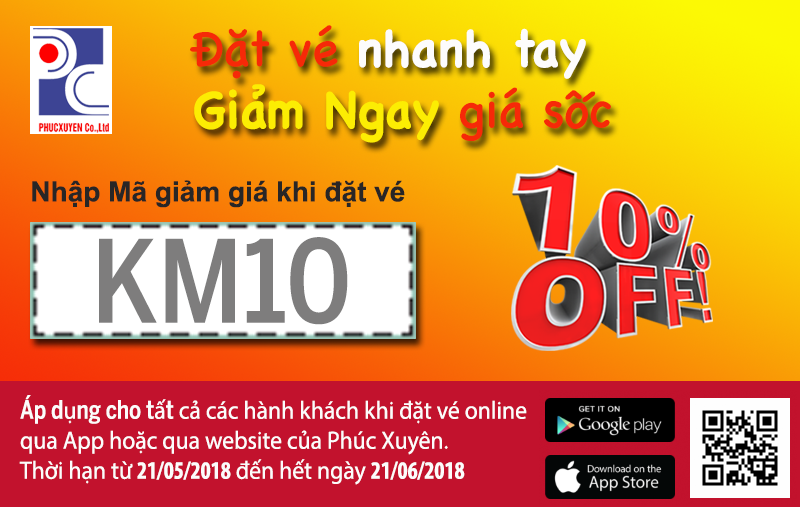 PHUCXUYEN Co.,Ltd
Đặt vé nhanh tay
Giảm Ngay giá sốc
Nhập Mã giảm giá khi đặt vé
KM10
10%
OFF!
Áp dụng cho tất cả các hành khách khi đặt vé online
qua App hoặc qua website của Phúc Xuyên.
Thời hạn từ 21/05/2018 đến hết ngày 21/06/2018
GET IT ON
Google play
Download on the
App Store